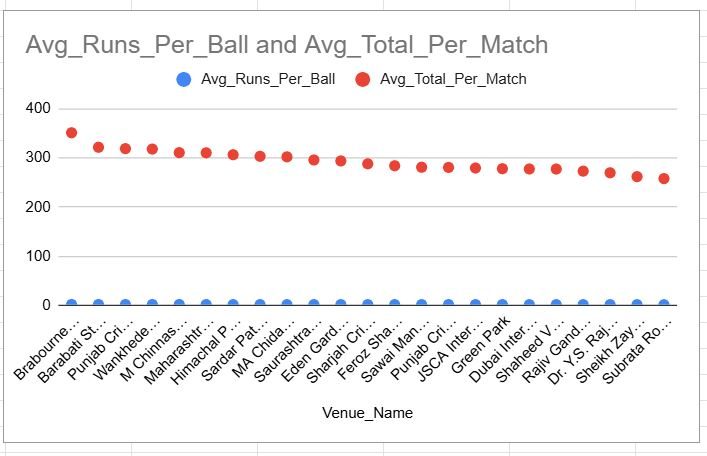 Avg_Runs_Per_Ball and Avg_Total_Per_Match
Avg_Runs_Per_Ball
Avg_Total_Per_Match
400
300
200
100
0
Brabourne…
Barabati St…
Punjab Cri…
Wankhede…
M Chinnas…
Maharashtr…
Himachal P…
Sardar Pat…
MA Chida…
Saurashtra…
Eden Gard…
Sharjah Cri…
Feroz Sha…
Sawai Man…
Punjab Cri…
JSCA Inter…
Green Park
Dubai Inter…
Shaheed V…
Rajiv Gand…
Dr. Y.S. Raj…
Sheikh Zay…
Subrata Ro…
Venue_Name